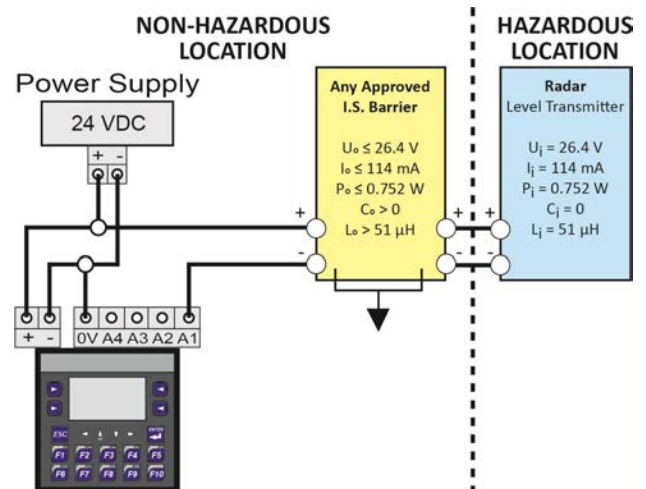 NON-HAZARDOUS
LOCATION
HAZARDOUS
LOCATION
Power Supply
24 VDC
+ -
Any Approved
I.S. Barrier
Uₒ ≤ 26.4 V
Iₒ ≤ 114 mA
Pₒ ≤ 0.752 W
Cₒ > 0
Lₒ > 51 µH
Radar
Level Transmitter
Uᵢ = 26.4 V
Iᵢ = 114 mA
Pᵢ = 0.752 W
Cᵢ = 0
Lᵢ = 51 µH
+ + +
- - -
+ - 0V A4 A3 A2 A1
ESC ENTER
F1 F2 F3 F4 F5
F6 F7 F8 F9 F10